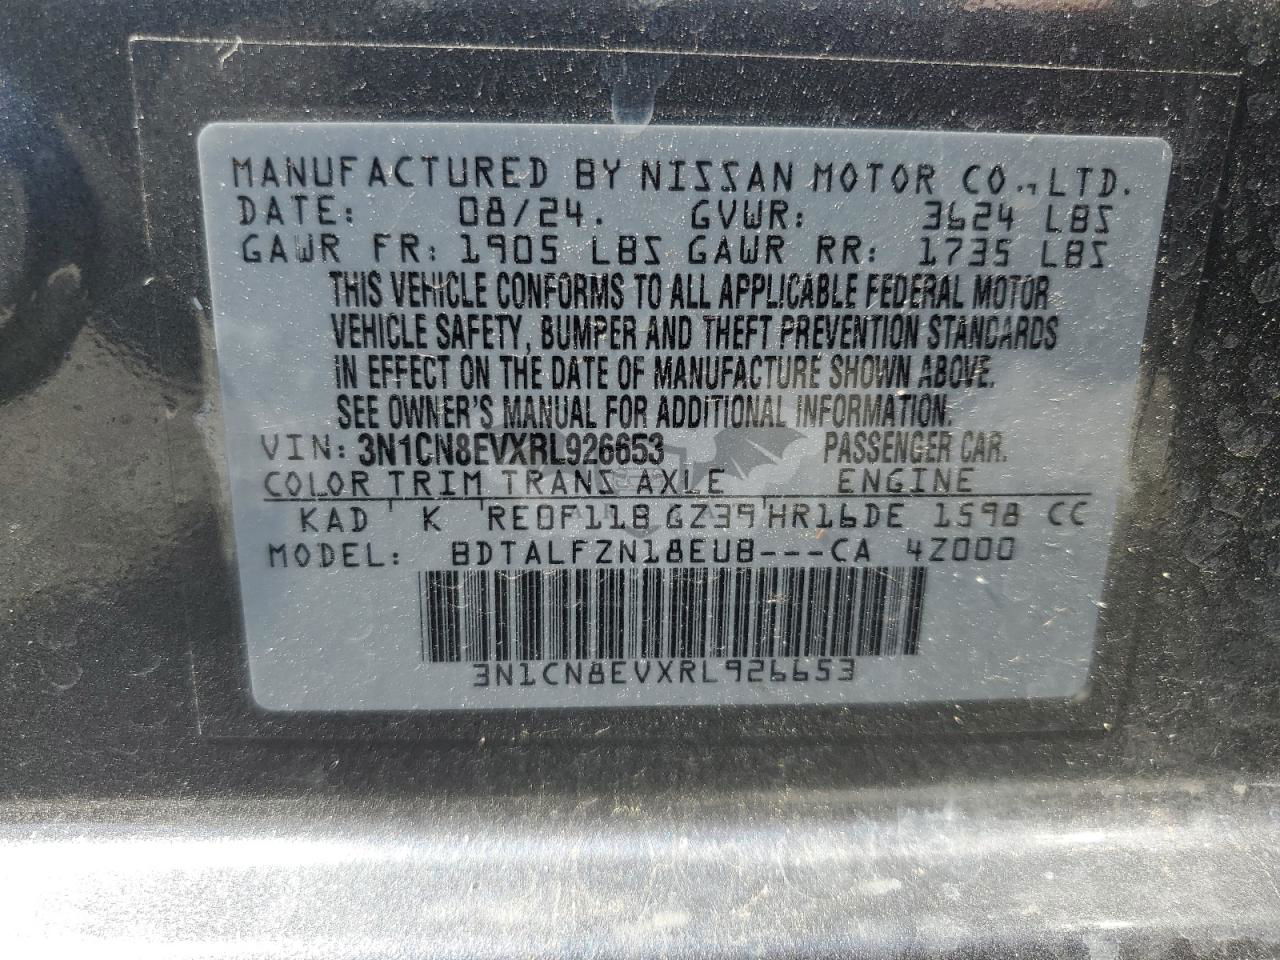 MANUFACTURED BY NISSAN MOTOR CO., LTD.
DATE: 08/24. GVWR: 3624 LBS
GAWR FR: 1905 LBS GAWR RR: 1735 LBS
THIS VEHICLE CONFORMS TO ALL APPLICABLE FEDERAL MOTOR
VEHICLE SAFETY, BUMPER AND THEFT PREVENTION STANDARDS
IN EFFECT ON THE DATE OF MANUFACTURE SHOWN ABOVE.
SEE OWNER'S MANUAL FOR ADDITIONAL INFORMATION.
VIN: 3N1CN8EVXRL926653 PASSENGER CAR.
COLOR TRIM TRANS AXLE ENGINE
KAD K RE0F11B GZ39 HR16DE 1598 CC
MODEL: BDTALFZN18EUB---CA 4Z000
3N1CN8EVXRL926653